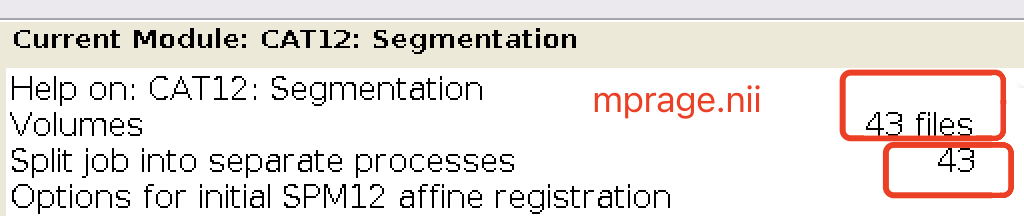 Current Module: CAT12: Segmentation
Help on: CAT12: Segmentation
mprage.nii
Volumes 43 files
Split job into separate processes 43
Options for initial SPM12 affine registration